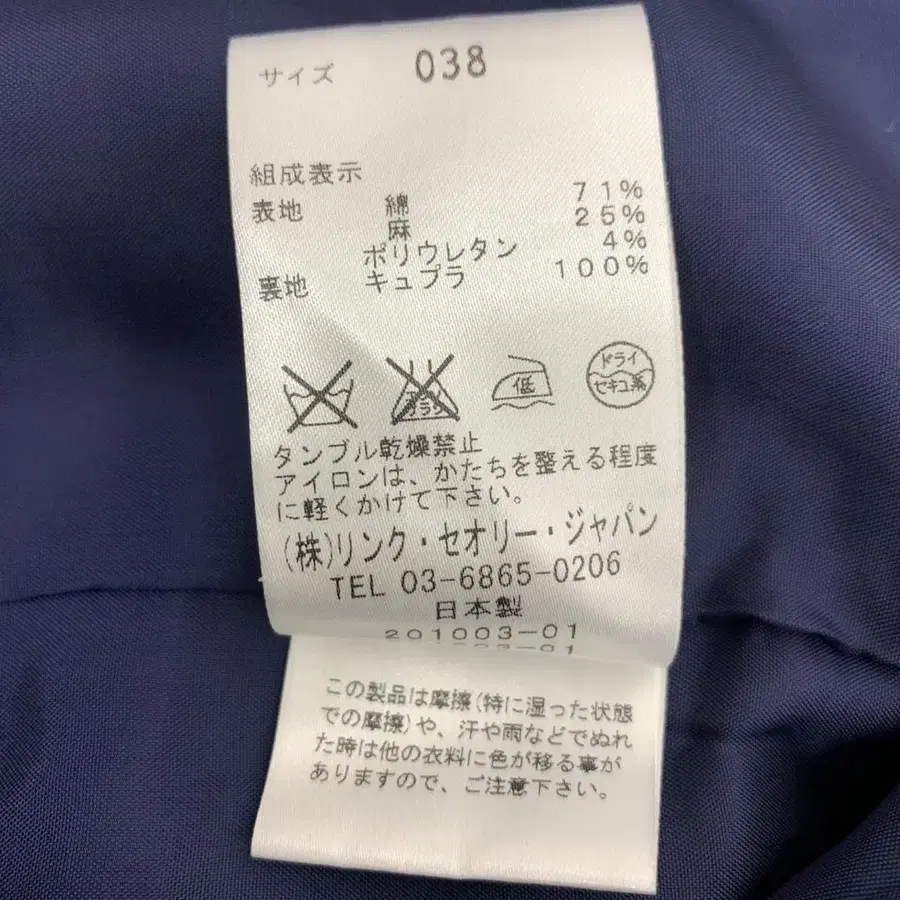 サイズ 038
組成表示
表地 綿 71%
麻 25%
ポリウレタン 4%
裏地 キュプラ 100%
低
ドライ
セキユ系
タンブル乾燥禁止
アイロンは、かたちを整える程度
に軽くかけて下さい。
(株)リンク・セオリー・ジャパン
TEL 03-6865-0206
日本製
201003-01
この製品は摩擦(特に湿った状態
での摩擦)や、汗や雨などでぬれ
た時は他の衣料に色が移る事が
ありますので、ご注意下さい。